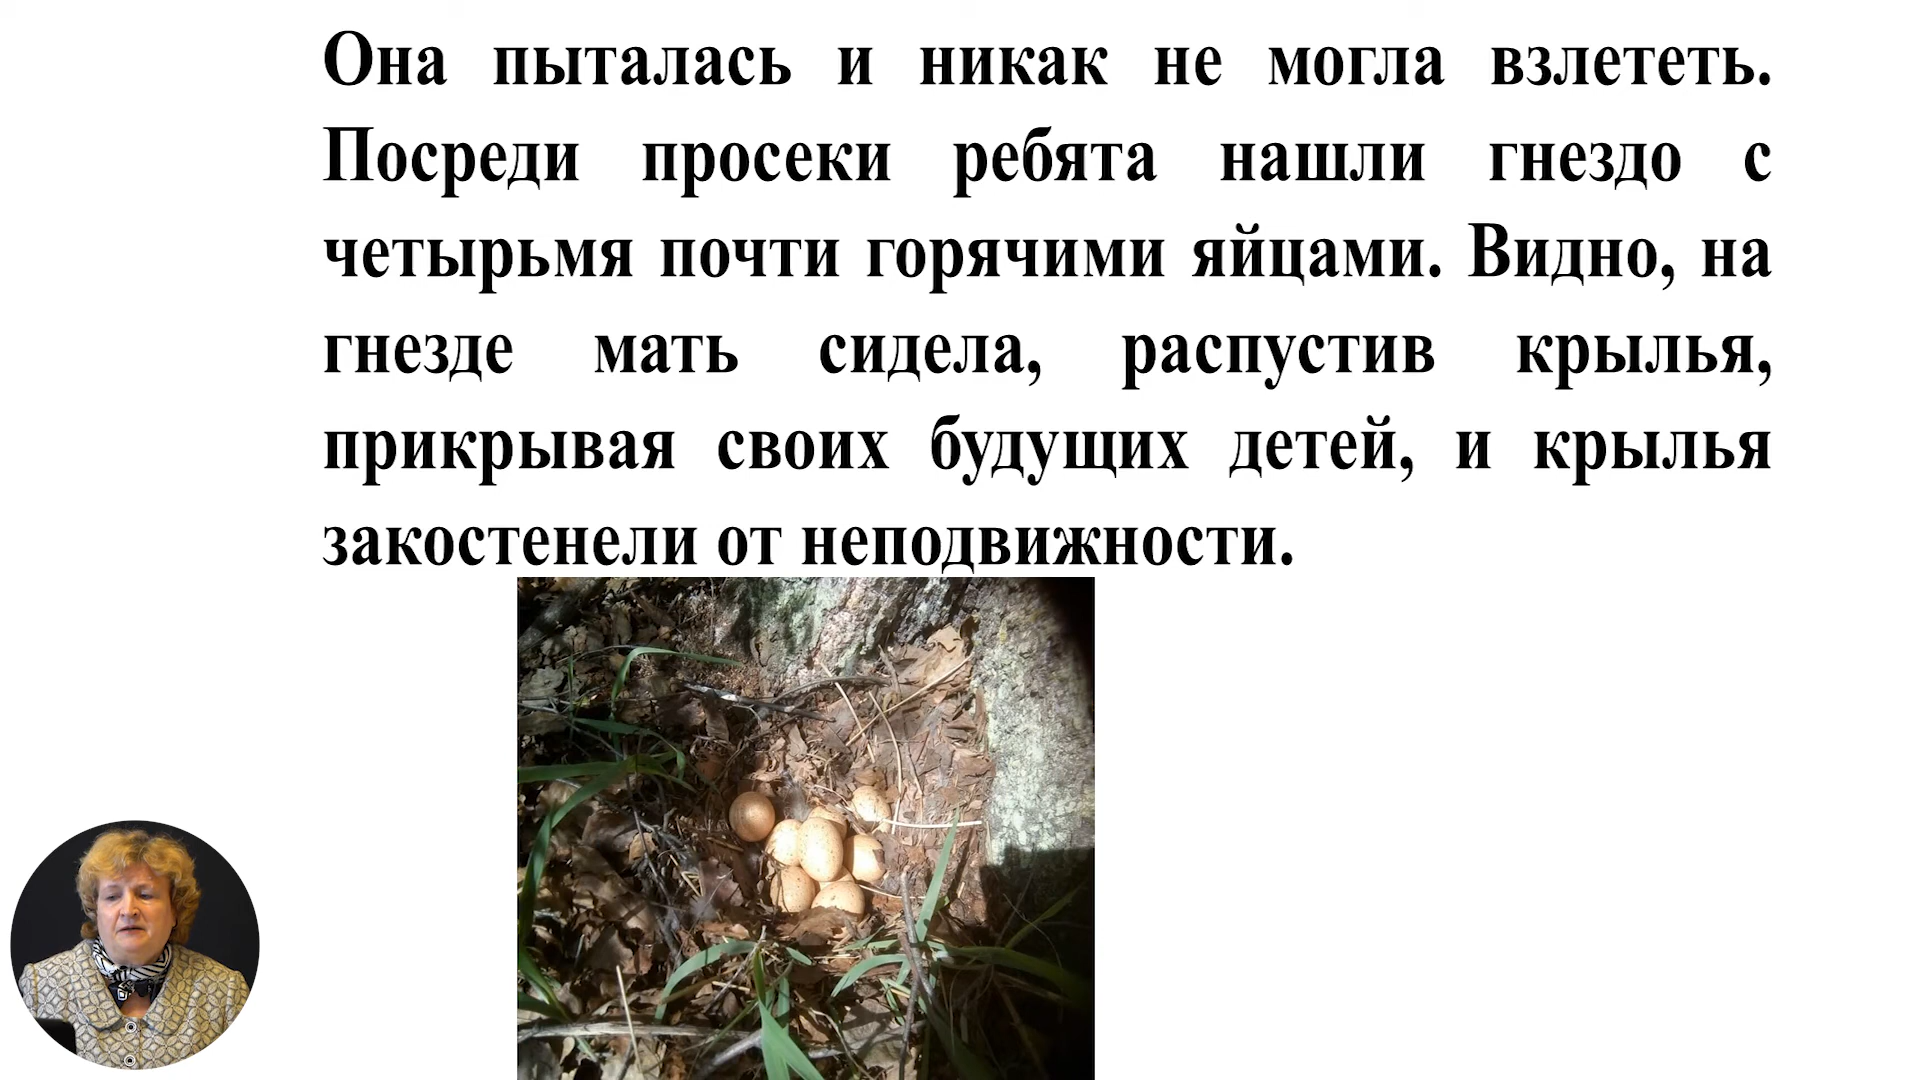 Она пыталась и никак не могла взлететь.
Посреди просеки ребята нашли гнездо с
четырьмя почти горячими яйцами. Видно, на
гнезде мать сидела, распустив крылья,
прикрывая своих будущих детей, и крылья
закостенели от неподвижности.